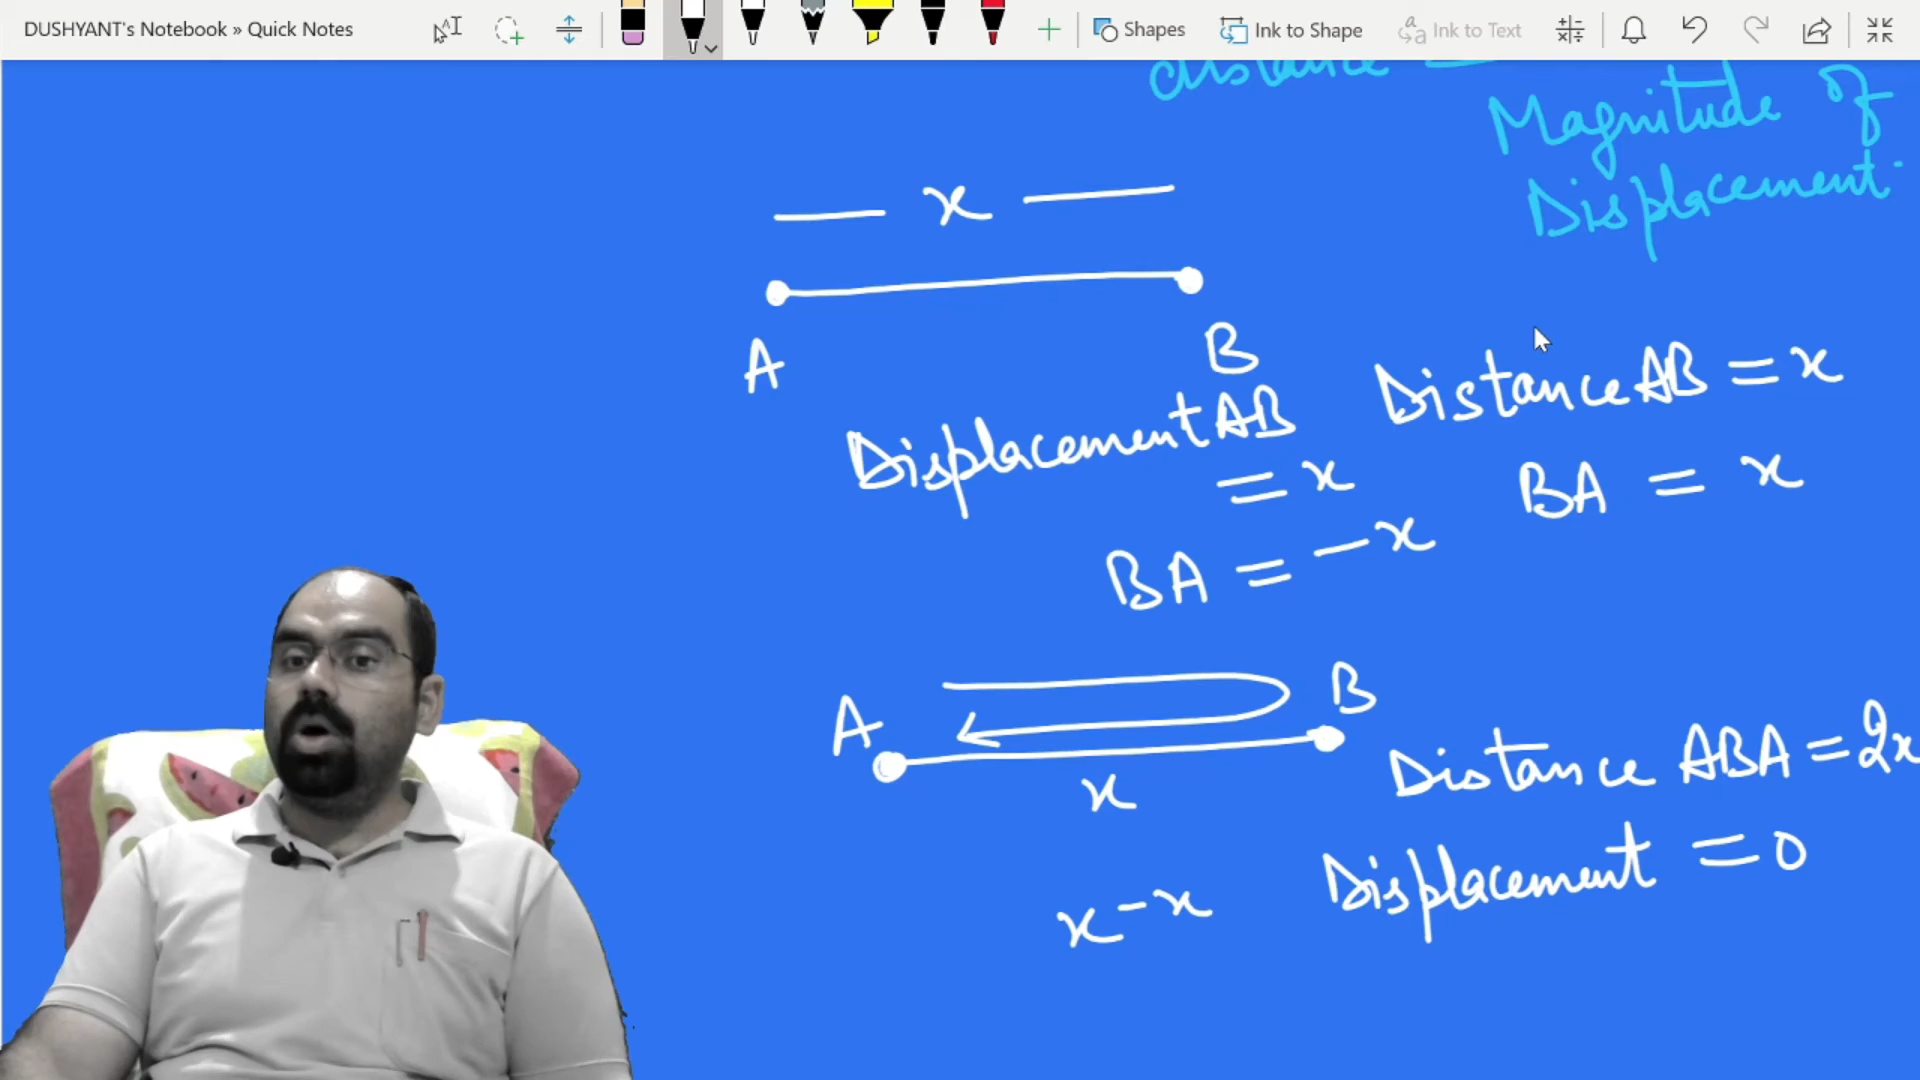 DUSHYANT's Notebook » Quick Notes
Shapes
Ink to Shape
Ink to Text
distance
Magnitude of
Displacement
x
A
B
Displacement AB
= x
BA = -x
Distance AB = x
BA = x
A
B
x
Distance ABA = 2x
Displacement = 0
x - x